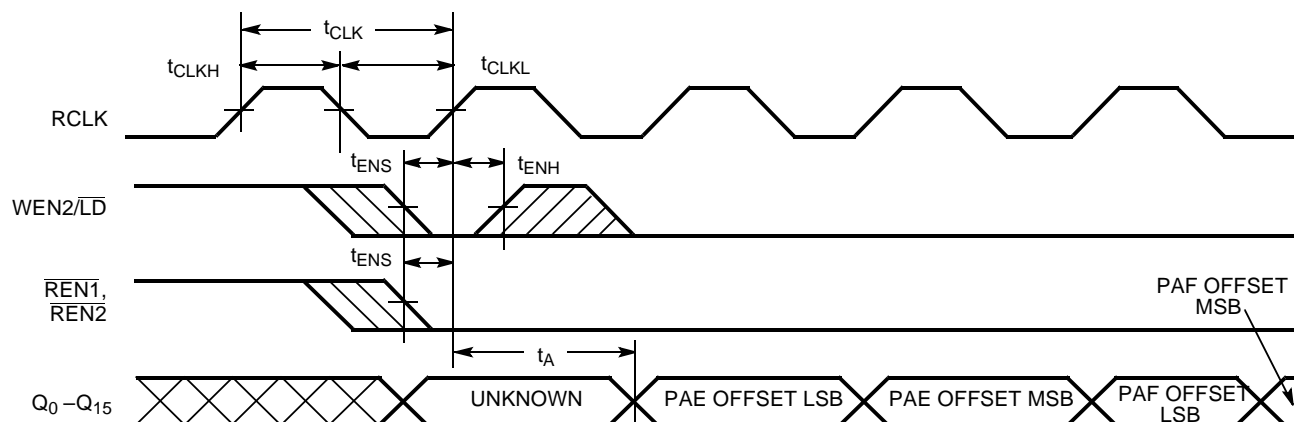 tCLK
tCLKH
tCLKL
RCLK
tENS
tENH
WEN2/LD
tENS
REN1,
REN2
PAF OFFSET
MSB
tA
Q0 –Q15
UNKNOWN
PAE OFFSET LSB
PAE OFFSET MSB
PAF OFFSET
LSB